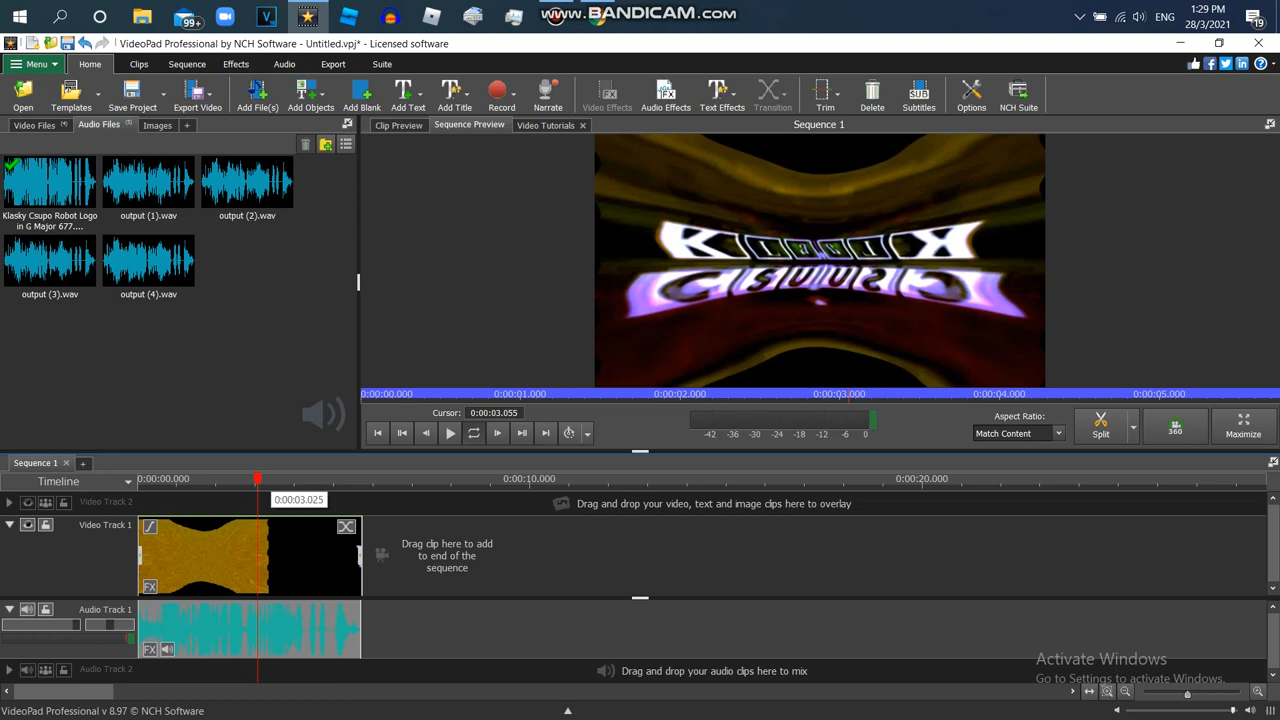 99+
www.BANDICAM.com
ENG
1:29 PM
28/3/2021
19
VideoPad Professional by NCH Software - Untitled.vpj* - Licensed software
Menu Home Clips Sequence Effects Audio Export Suite
Open Templates Save Project Export Video Add File(s) Add Objects Add Blank Add Text Add Title Record Narrate Video Effects Audio Effects Text Effects Transition Trim Delete Subtitles Options NCH Suite
Video Files Audio Files Images +
Clip Preview Sequence Preview Video Tutorials
Sequence 1
Klasky Csupo Robot Logo
in G Major 677....
output (1).wav
output (2).wav
output (3).wav
output (4).wav
0:00:00.000 0:00:01.000 0:00:02.000 0:00:03.000 0:00:04.000 0:00:05.000
Cursor: 0:00:03.055
-42 -36 -30 -24 -18 -12 -6 0
Aspect Ratio:
Match Content
Split
360
Maximize
Sequence 1
Timeline
0:00:00.000 0:00:10.000 0:00:20.000
0:00:03.025
Video Track 2
Drag and drop your video, text and image clips here to overlay
Video Track 1
FX
Drag clip here to add
to end of the
sequence
Audio Track 1
FX
Audio Track 2
Drag and drop your audio clips here to mix
Activate Windows
Go to Settings to activate Windows.
VideoPad Professional v 8.97 © NCH Software